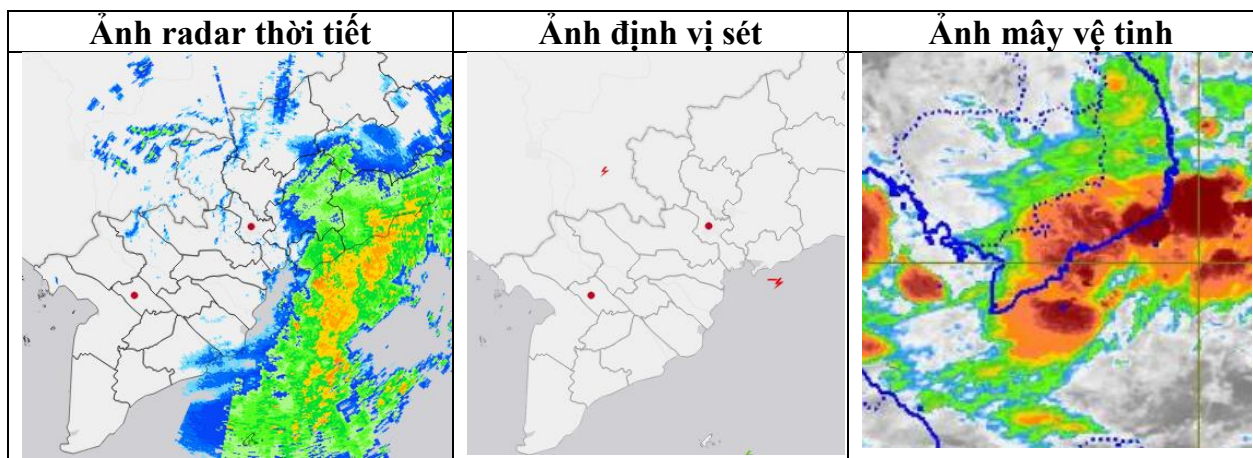 Ảnh radar thời tiết
Ảnh định vị sét
Ảnh mây vệ tinh